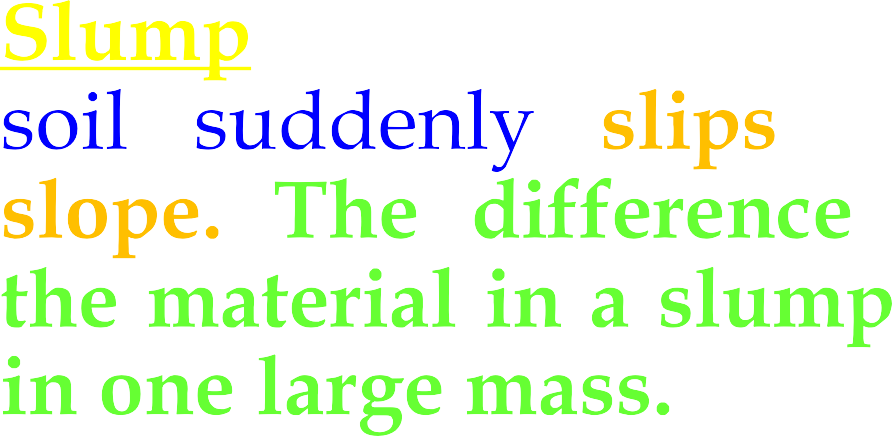 Slump
soil suddenly slips
slope. The difference
the material in a slump
in one large mass.